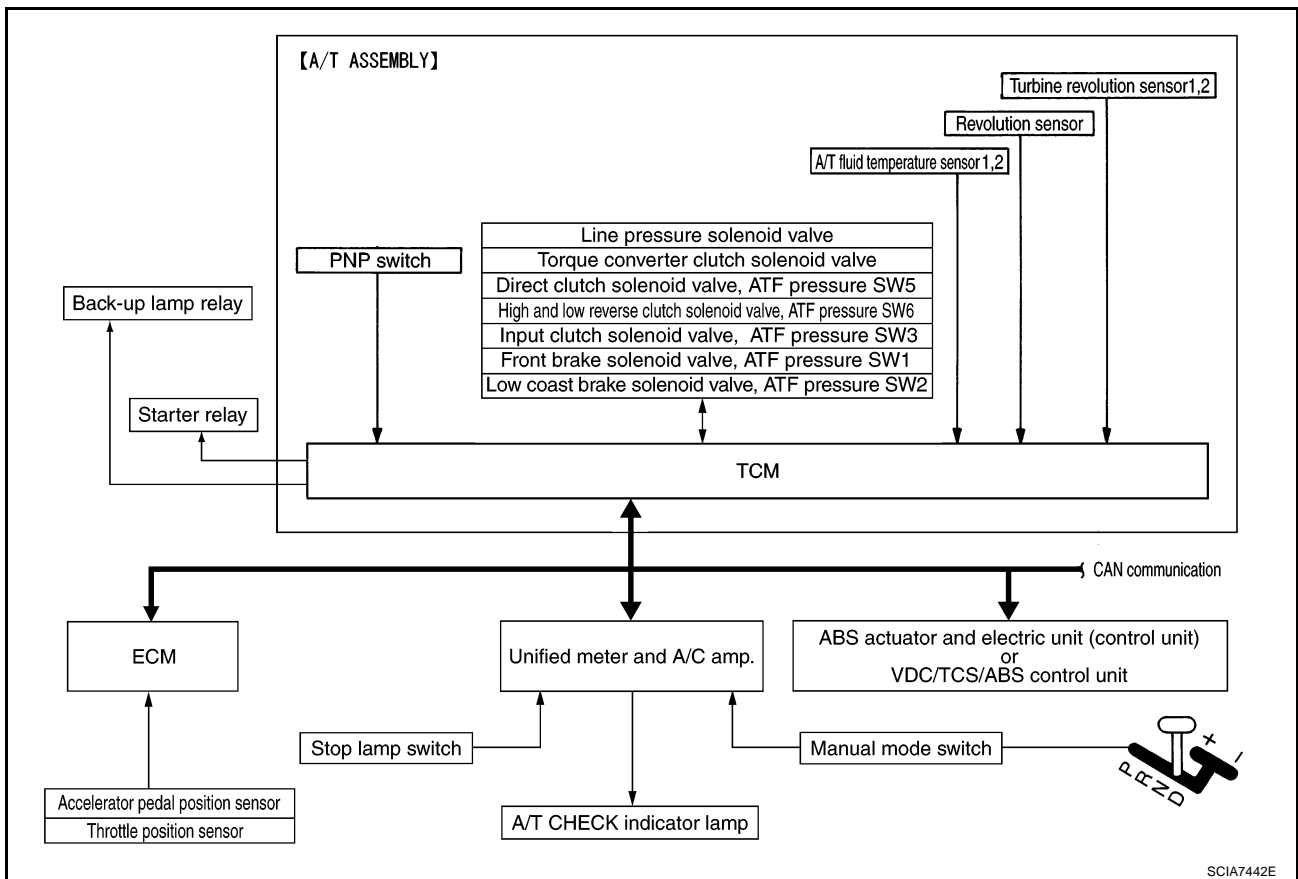 【A/T ASSEMBLY】
Turbine revolution sensor1,2
Revolution sensor
A/T fluid temperature sensor1,2
Line pressure solenoid valve
PNP switch
Torque converter clutch solenoid valve
Direct clutch solenoid valve, ATF pressure SW5
Back-up lamp relay
High and low reverse clutch solenoid valve, ATF pressure SW6
Input clutch solenoid valve, ATF pressure SW3
Front brake solenoid valve, ATF pressure SW1
Low coast brake solenoid valve, ATF pressure SW2
Starter relay
TCM
CAN communication
ECM
Unified meter and A/C amp.
ABS actuator and electric unit (control unit)
or
VDC/TCS/ABS control unit
Stop lamp switch
Manual mode switch
PRND
+ −
Accelerator pedal position sensor
Throttle position sensor
A/T CHECK indicator lamp
SCIA7442E